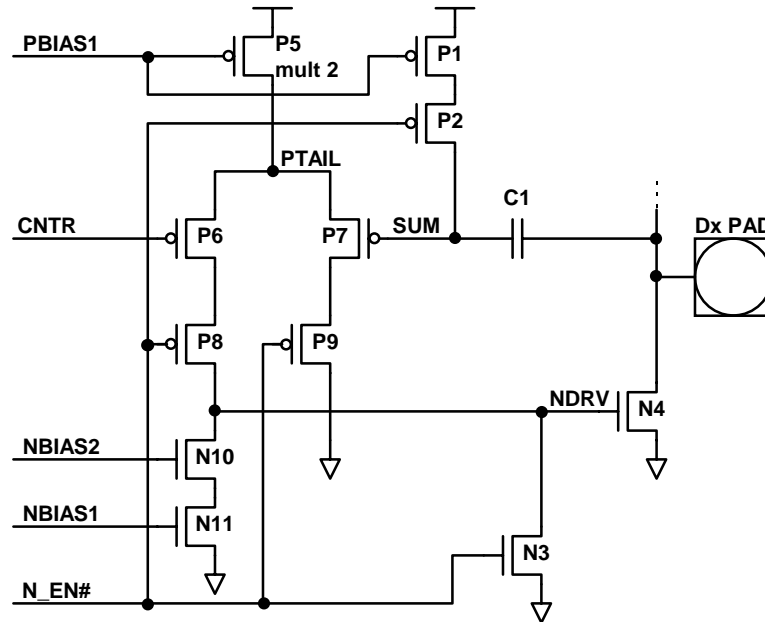 PBIAS1
P5
mult 2
P1
P2
PTAIL
C1
CNTR
P6
P7
SUM
Dx PAD
P8
P9
NDRV
N4
NBIAS2
N10
NBIAS1
N11
N3
N_EN#